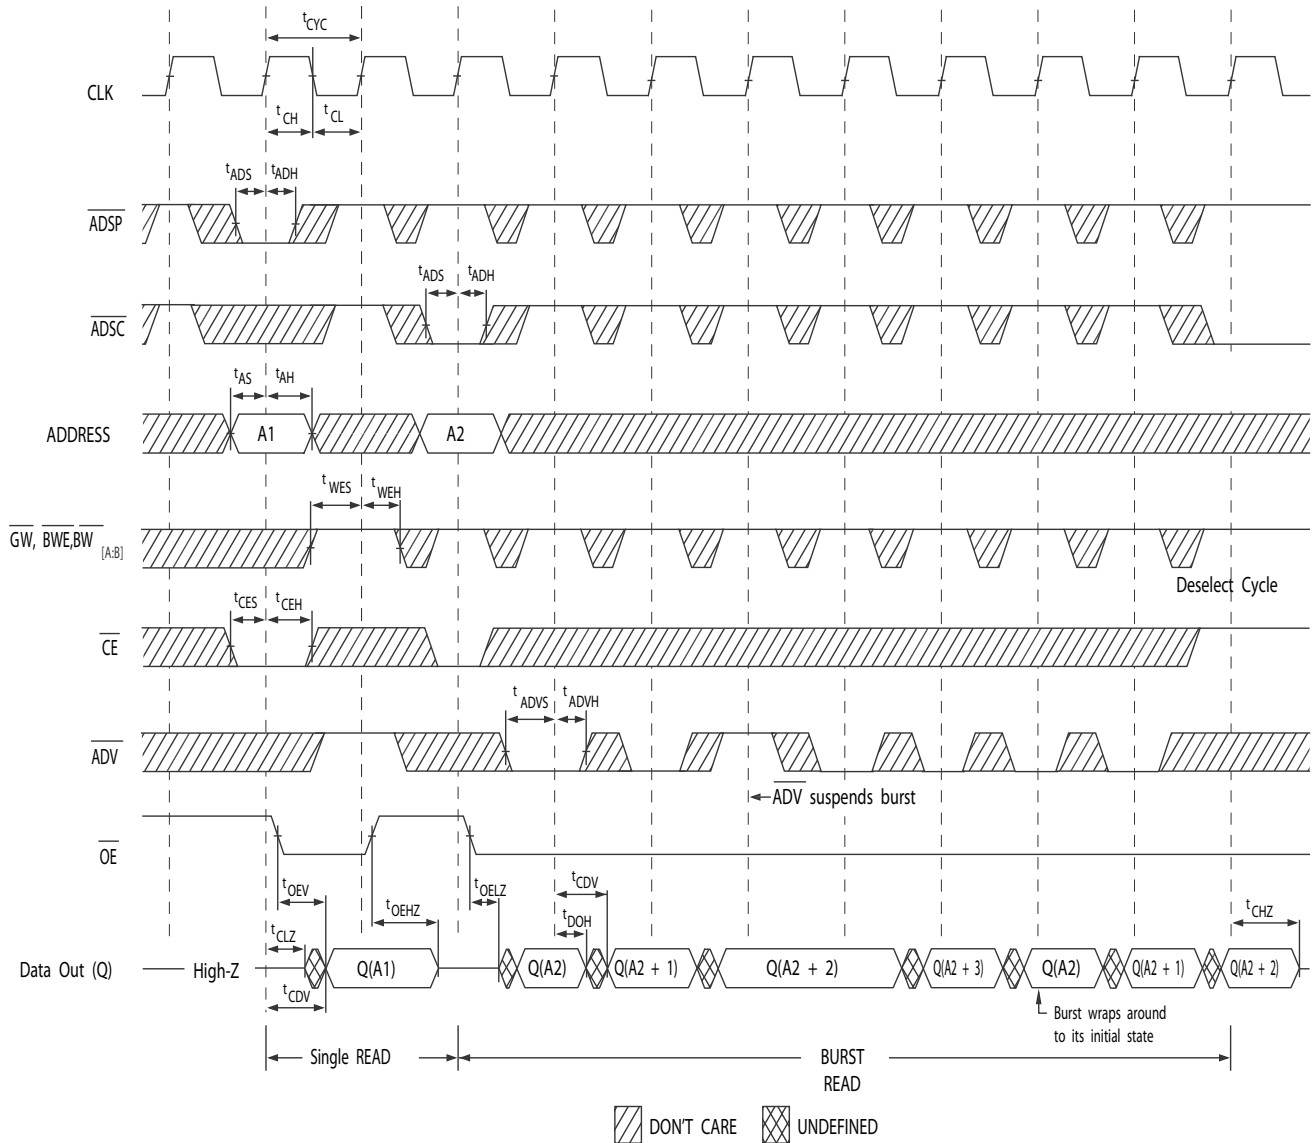 tCYC
CLK
tCH
tCL
tADS
tADH
ADSP
tADS
tADH
ADSC
tAS
tAH
ADDRESS
A1
A2
tWES
tWEH
GW, BWE,BW [A:B]
Deselect Cycle
tCES
tCEH
CE
tADVS
tADVH
ADV
ADV suspends burst
OE
tOEV
tOEHZ
tOELZ
tCDV
tDOH
tCLZ
tCHZ
Data Out (Q)
High-Z
Q(A1)
Q(A2)
Q(A2 + 1)
Q(A2 + 2)
Q(A2 + 3)
Q(A2)
Q(A2 + 1)
Q(A2 + 2)
tCDV
Burst wraps around
to its initial state
Single READ
BURST
READ
DON'T CARE
UNDEFINED